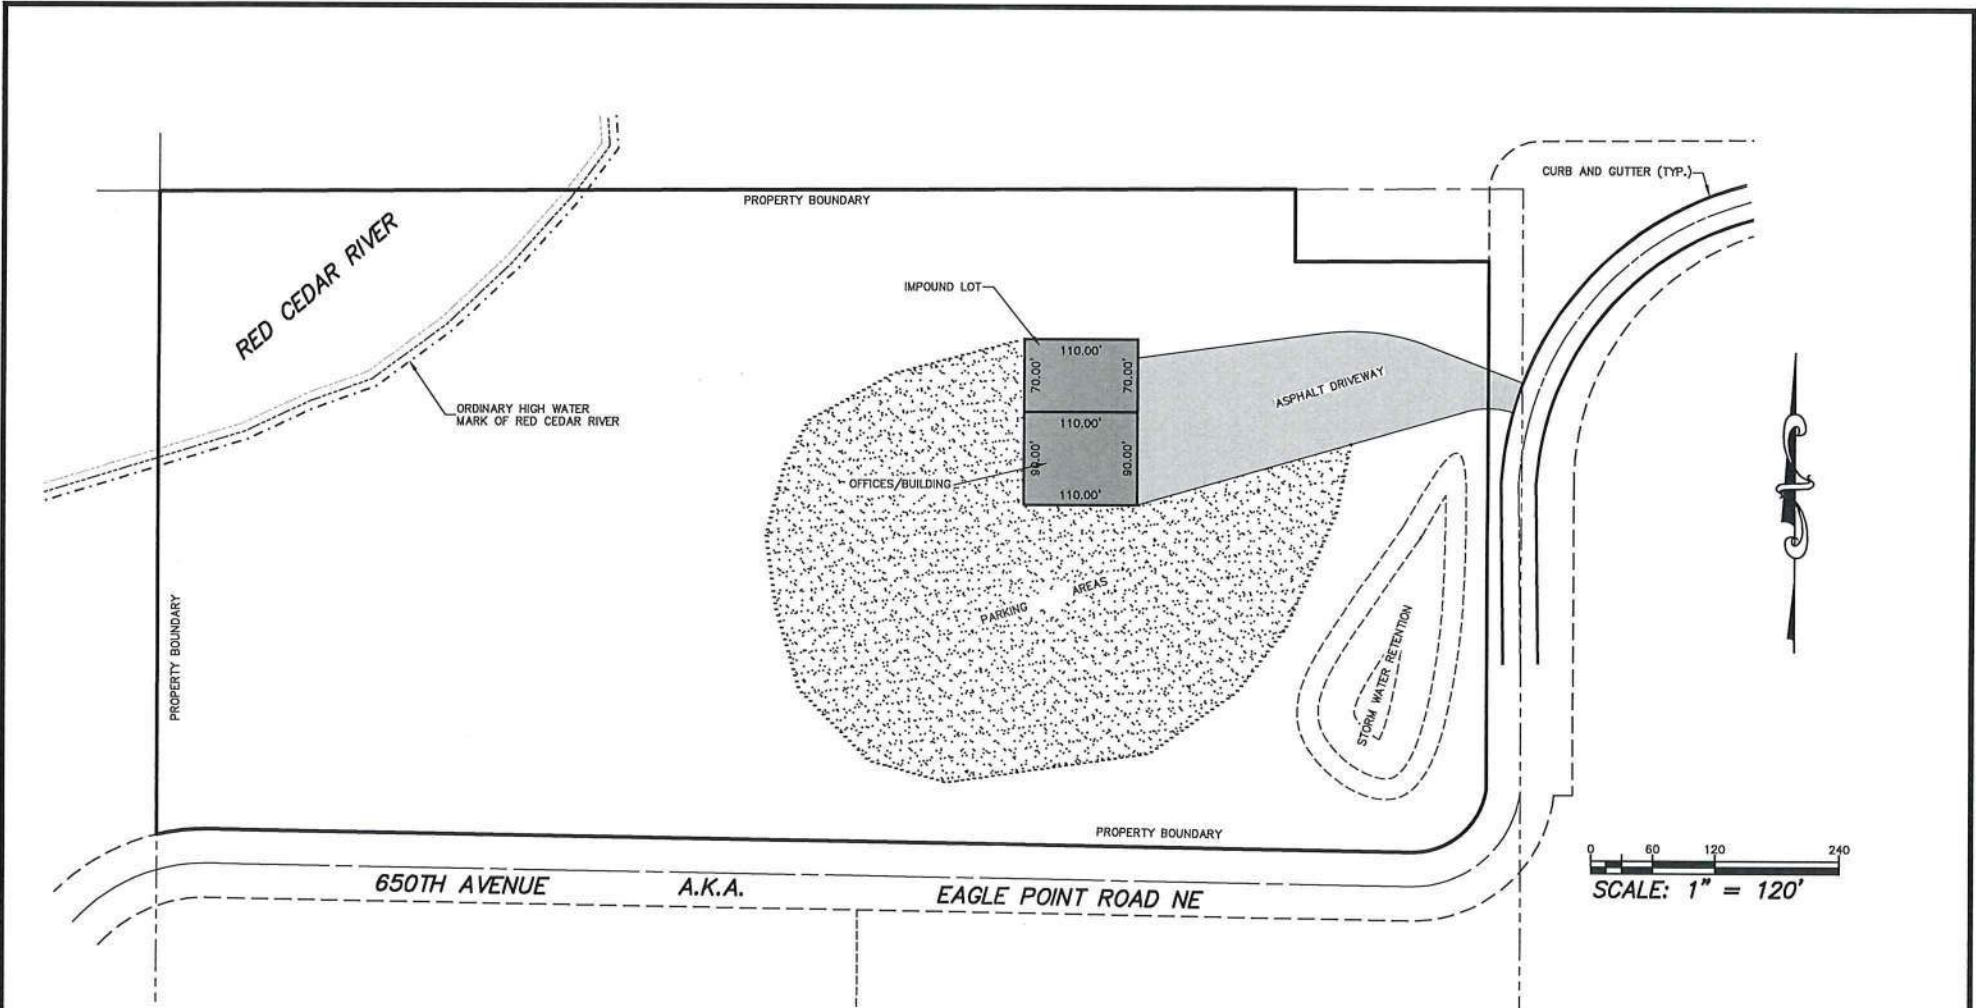 CURB AND GUTTER (TYP.)
PROPERTY BOUNDARY
RED CEDAR RIVER
IMPOUND LOT
110.00'
70.00'
70.00'
ASPHALT DRIVEWAY
ORDINARY HIGH WATER
MARK OF RED CEDAR RIVER
110.00'
90.00'
90.00'
OFFICES/BUILDING
110.00'
PARKING AREAS
PROPERTY BOUNDARY
STORM WATER RETENTION
PROPERTY BOUNDARY
0 60 120 240
SCALE: 1" = 120'
650TH AVENUE A.K.A. EAGLE POINT ROAD NE